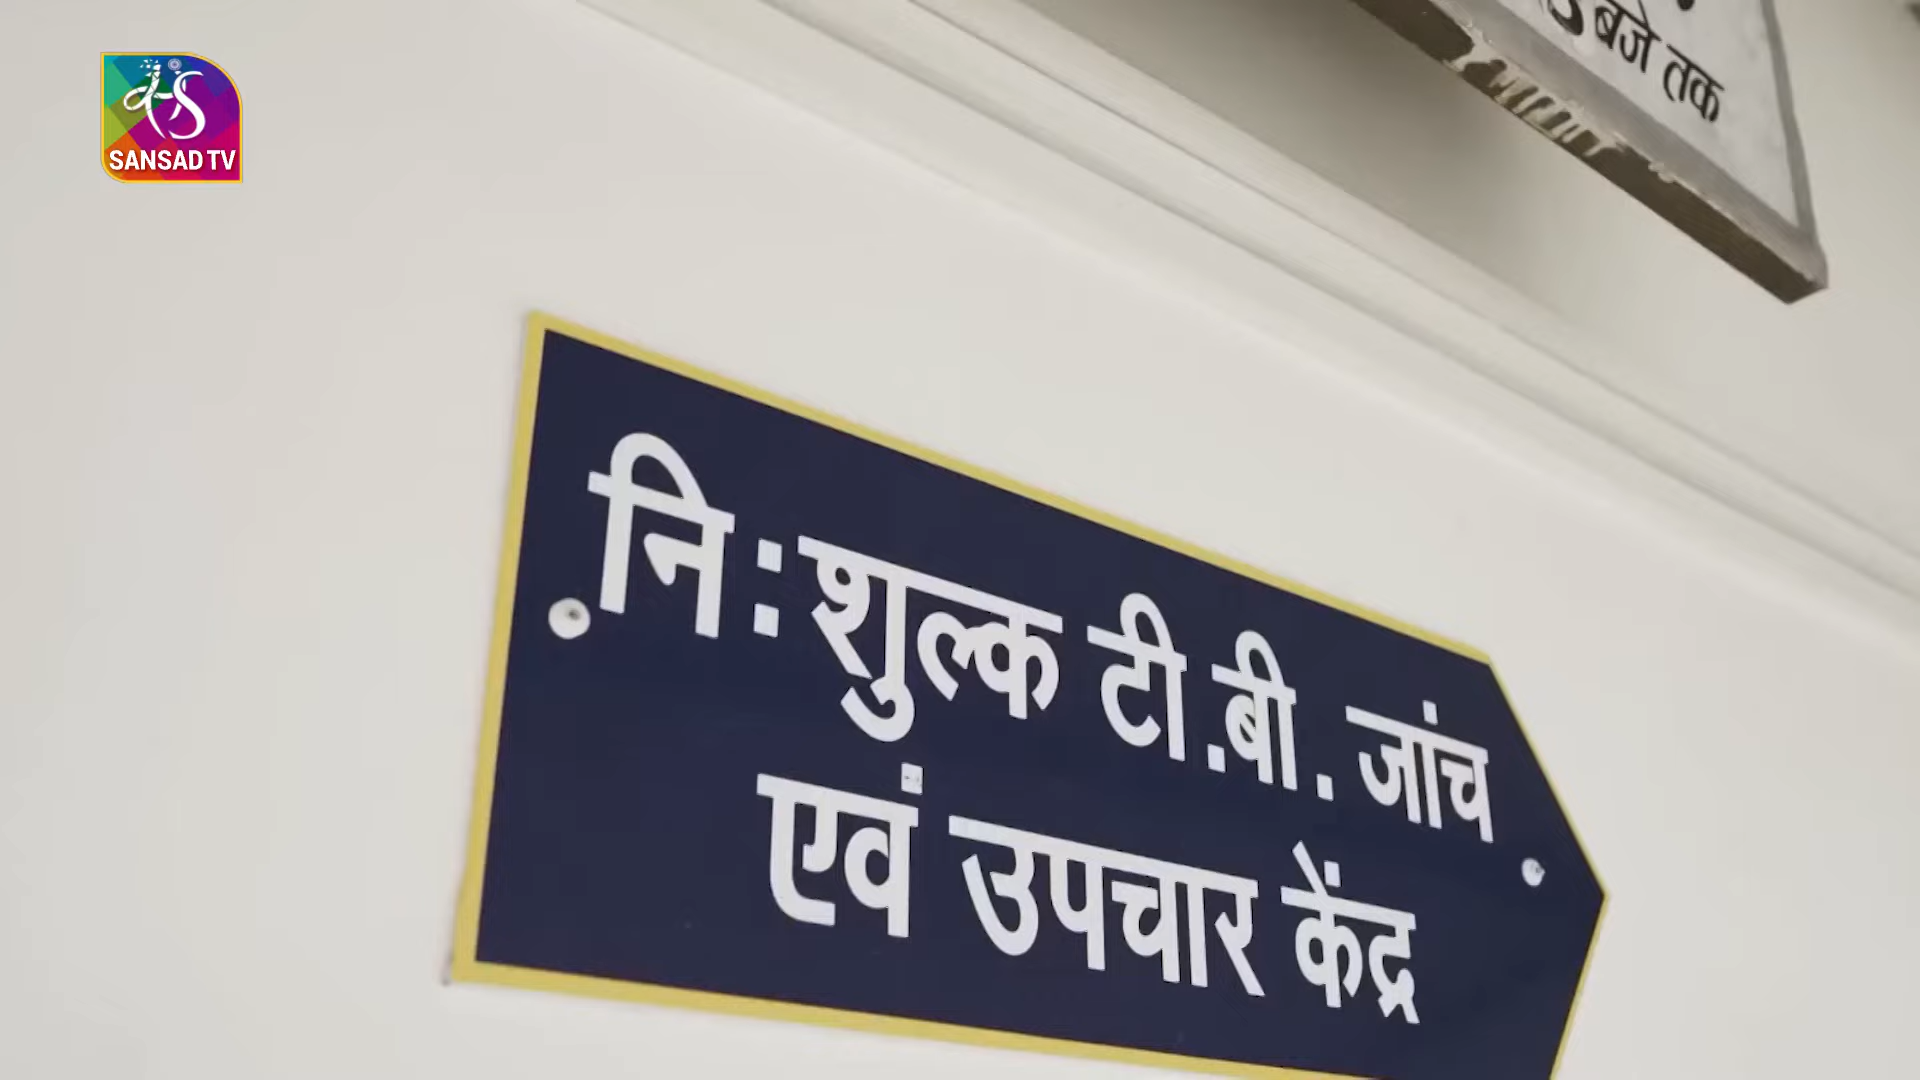 SANSAD TV
बजे तक
नि:शुल्क टी.बी. जांच
एवं उपचार केंद्र